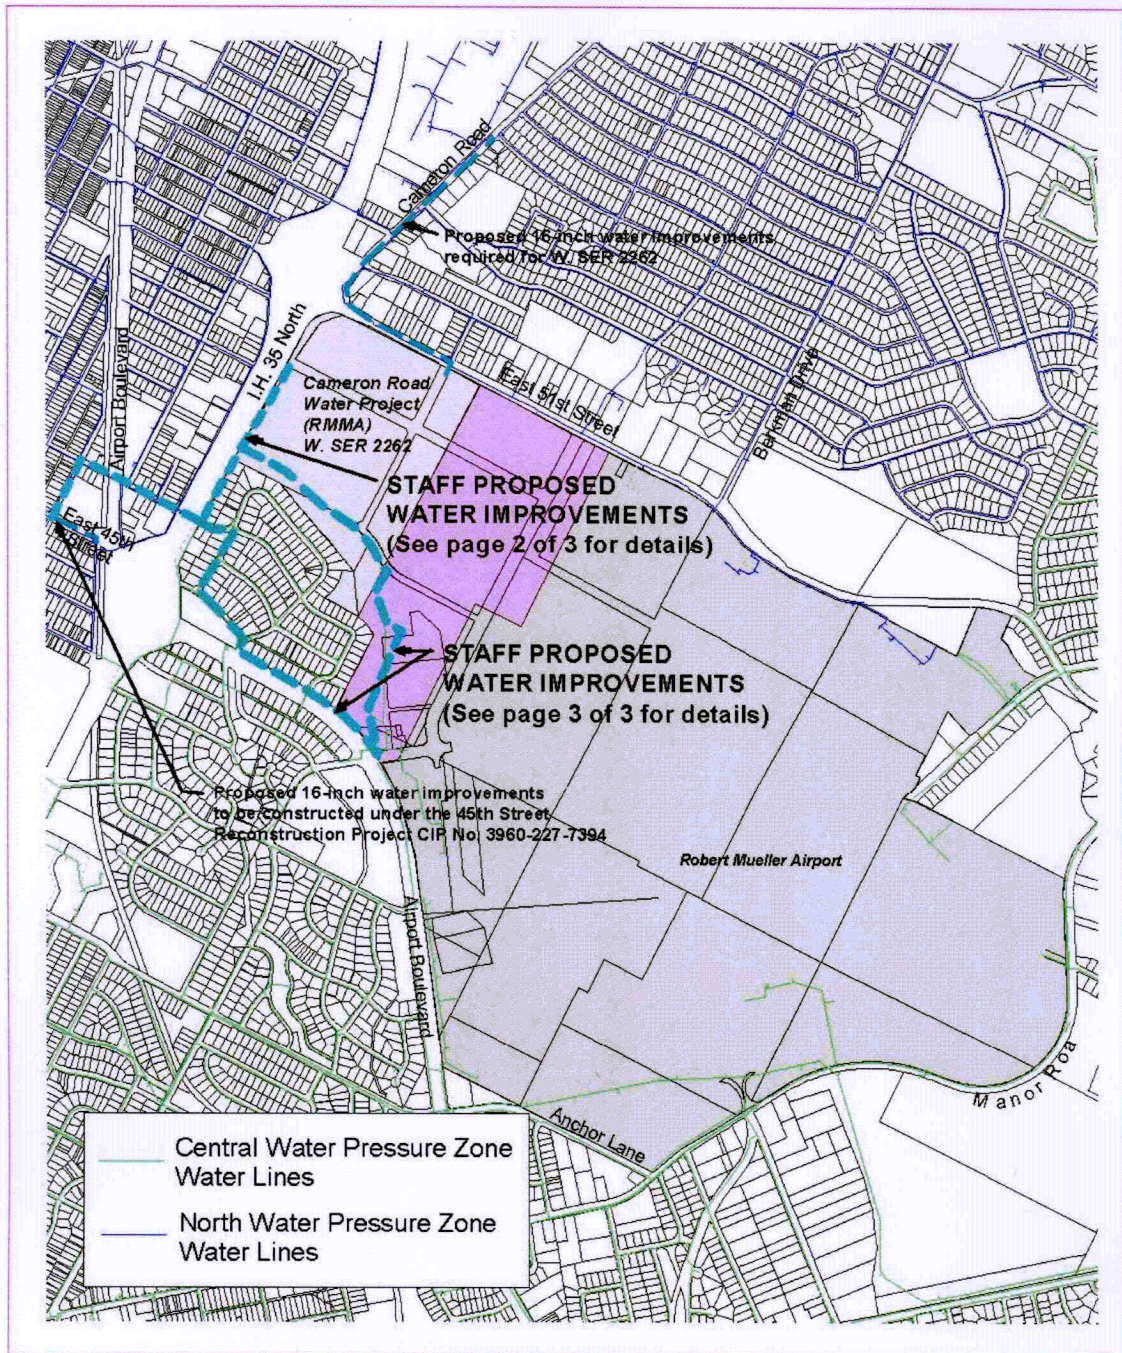 Cameron Road
Proposed 16-inch water improvements
required for W. SER 2262
I.H. 35 North
Airport Boulevard
Cameron Road
Water Project
(RMMA)
W. SER 2262
East 51st Street
Berkman Drive
STAFF PROPOSED
WATER IMPROVEMENTS
(See page 2 of 3 for details)
East 45th
Street
STAFF PROPOSED
WATER IMPROVEMENTS
(See page 3 of 3 for details)
Proposed 16-inch water improvements
to be constructed under the 45th Street
Reconstruction Project CIP No. 3960-227-7394
Robert Mueller Airport
Airport Boulevard
Manor Roa
Anchor Lane
Central Water Pressure Zone
Water Lines
North Water Pressure Zone
Water Lines